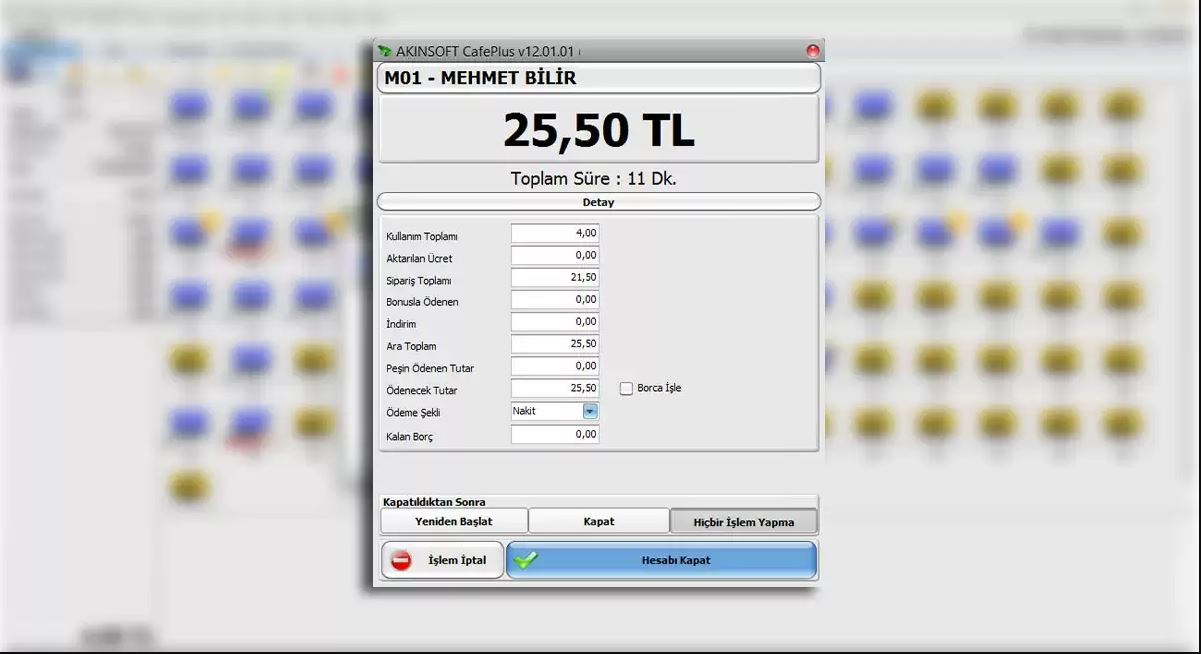 AKINSOFT CafePlus v12.01.01
M01 - MEHMET BİLİR
25,50 TL
Toplam Süre : 11 Dk.
Detay
Kullanım Toplamı 4,00
Aktarılan Ücret 0,00
Sipariş Toplamı 21,50
Bonusla Ödenen 0,00
İndirim 0,00
Ara Toplam 25,50
Peşin Ödenen Tutar 0,00
Ödenecek Tutar 25,50 Borca İşle
Ödeme Şekli Nakit
Kalan Borç 0,00
Kapatıldıktan Sonra
Yeniden Başlat Kapat Hiçbir İşlem Yapma
İşlem İptal Hesabı Kapat